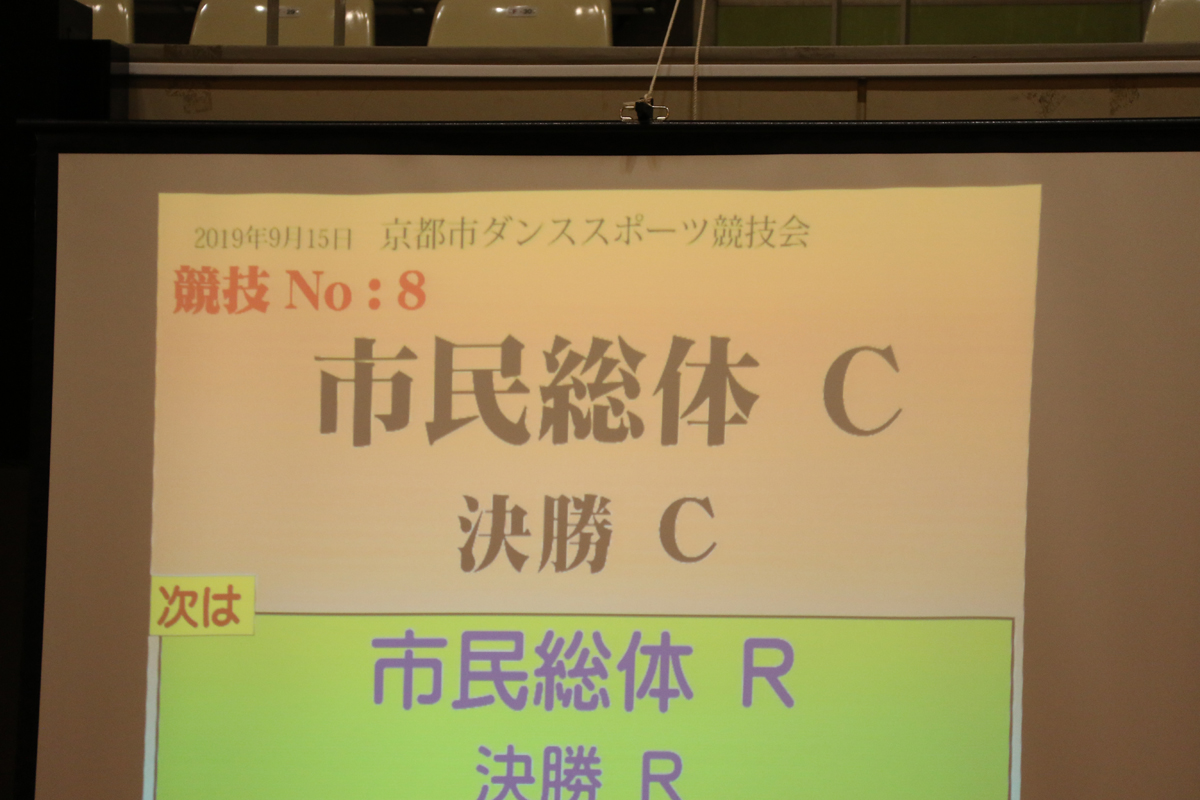 2019年9月15日 京都市ダンススポーツ競技会
競技 No : 8
市民総体 C
決勝 C
次は
市民総体 R
決勝 R